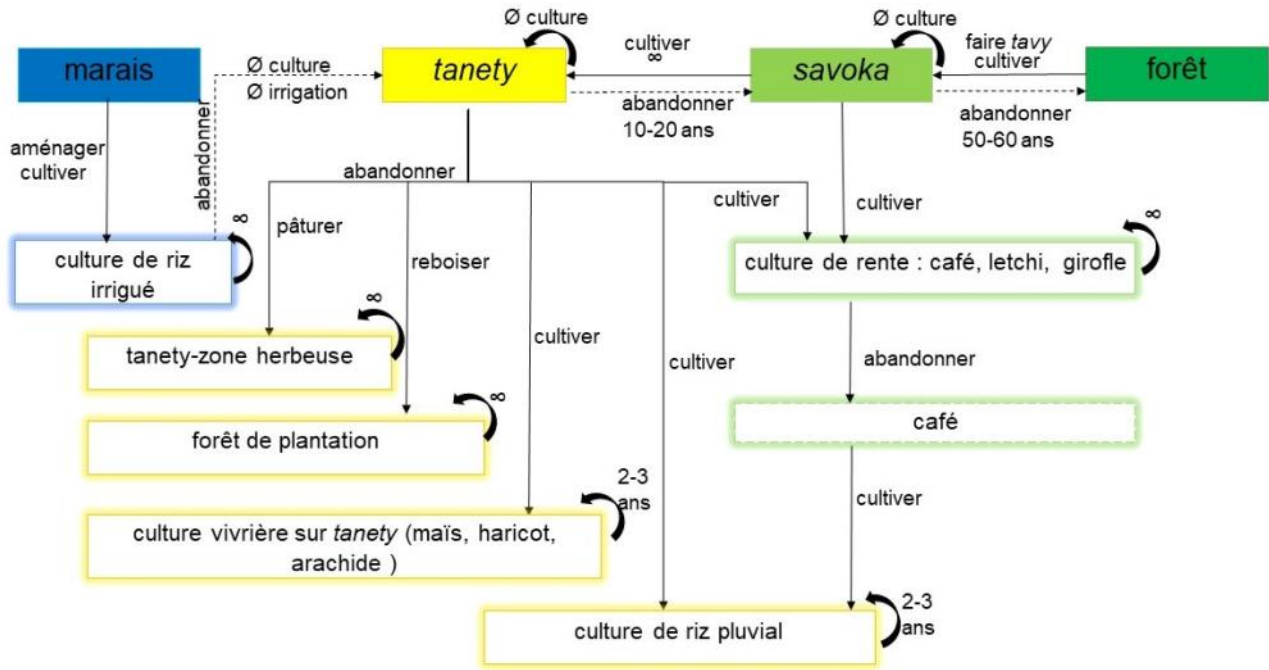 Ø culture
Ø culture
marais
Ø culture
Ø irrigation
tanety
cultiver
∞
savoka
faire tavy
cultiver
forêt
abandonner
10-20 ans
abandonner
50-60 ans
aménager
cultiver
abandonner
abandonner
cultiver
cultiver
pâturer
reboiser
∞
∞
culture de riz
irrigué
culture de rente : café, letchi, girofle
∞
tanety-zone herbeuse
cultiver
cultiver
abandonner
∞
forêt de plantation
café
2-3
ans
cultiver
culture vivrière sur tanety (maïs, haricot,
arachide )
2-3
ans
culture de riz pluvial